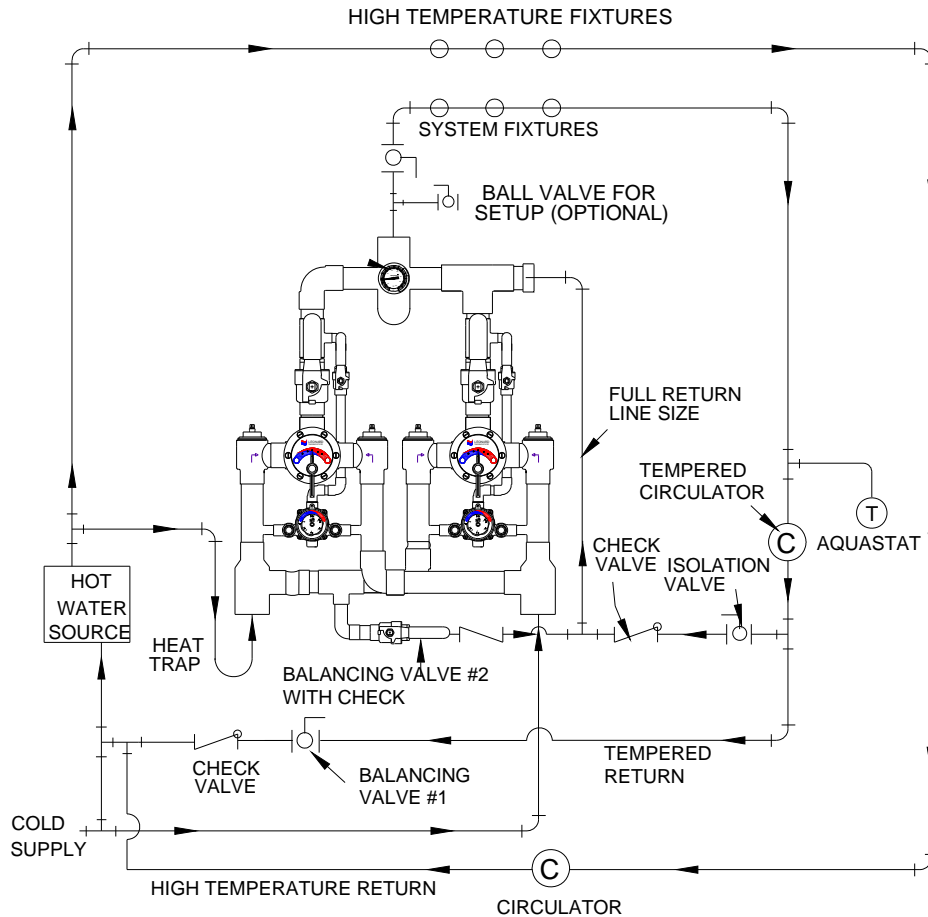 HIGH TEMPERATURE FIXTURES
SYSTEM FIXTURES
BALL VALVE FOR
SETUP (OPTIONAL)
FULL RETURN
LINE SIZE
TEMPERED
CIRCULATOR
C
T
AQUASTAT
CHECK
VALVE
ISOLATION
VALVE
HOT
WATER
SOURCE
HEAT
TRAP
BALANCING VALVE #2
WITH CHECK
TEMPERED
RETURN
CHECK
VALVE
BALANCING
VALVE #1
COLD
SUPPLY
HIGH TEMPERATURE RETURN
C
CIRCULATOR